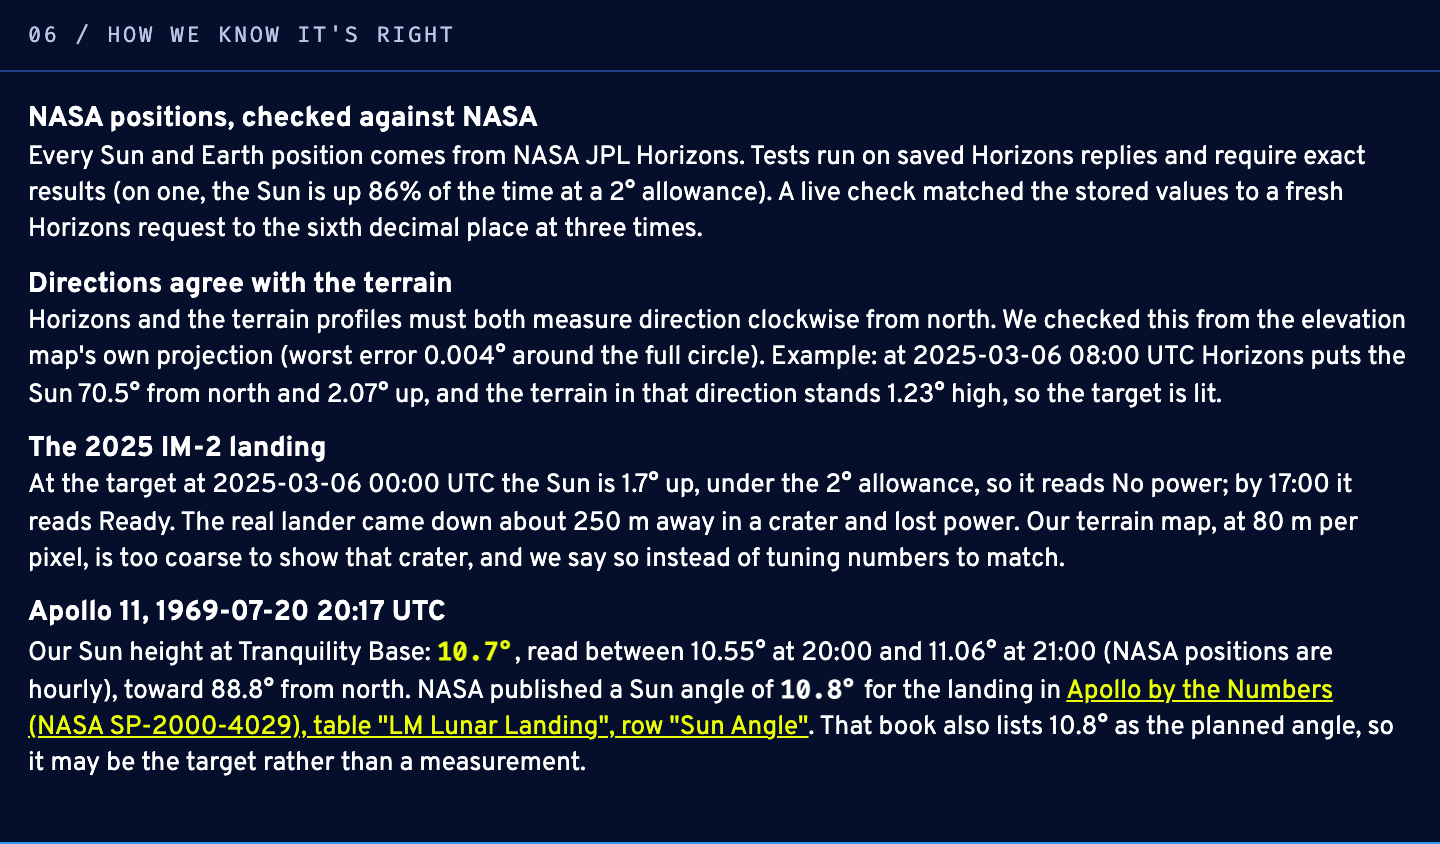 06 / HOW WE KNOW IT'S RIGHT
NASA positions, checked against NASA
Every Sun and Earth position comes from NASA JPL Horizons. Tests run on saved Horizons replies and require exact
results (on one, the Sun is up 86% of the time at a 2° allowance). A live check matched the stored values to a fresh
Horizons request to the sixth decimal place at three times.
Directions agree with the terrain
Horizons and the terrain profiles must both measure direction clockwise from north. We checked this from the elevation
map's own projection (worst error 0.004° around the full circle). Example: at 2025-03-06 08:00 UTC Horizons puts the
Sun 70.5° from north and 2.07° up, and the terrain in that direction stands 1.23° high, so the target is lit.
The 2025 IM-2 landing
At the target at 2025-03-06 00:00 UTC the Sun is 1.7° up, under the 2° allowance, so it reads No power; by 17:00 it
reads Ready. The real lander came down about 250 m away in a crater and lost power. Our terrain map, at 80 m per
pixel, is too coarse to show that crater, and we say so instead of tuning numbers to match.
Apollo 11, 1969-07-20 20:17 UTC
Our Sun height at Tranquility Base: 10.7°, read between 10.55° at 20:00 and 11.06° at 21:00 (NASA positions are
hourly), toward 88.8° from north. NASA published a Sun angle of 10.8° for the landing in Apollo by the Numbers
(NASA SP-2000-4029), table "LM Lunar Landing", row "Sun Angle". That book also lists 10.8° as the planned angle, so
it may be the target rather than a measurement.